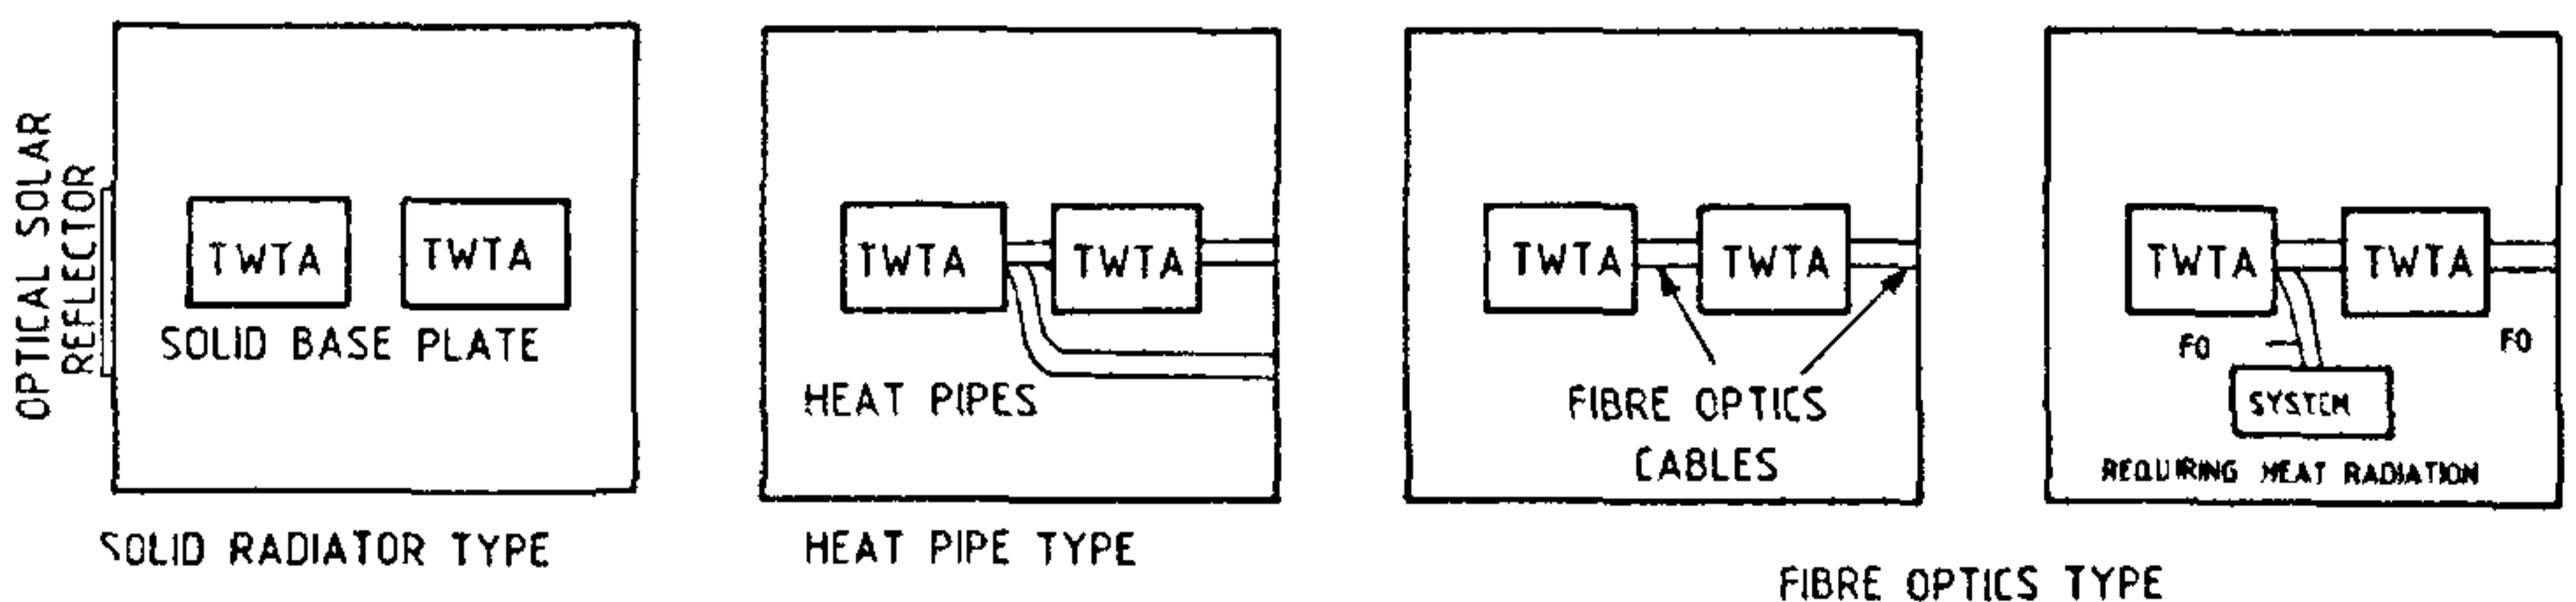 OPTICAL SOLAR
REFLECTOR
TWTA
TWTA
SOLID BASE PLATE
SOLID RADIATOR TYPE
TWTA
TWTA
HEAT PIPES
HEAT PIPE TYPE
TWTA
TWTA
FIBRE OPTICS
CABLES
TWTA
TWTA
FO
FO
SYSTEM
REQUIRING HEAT RADIATION
FIBRE OPTICS TYPE